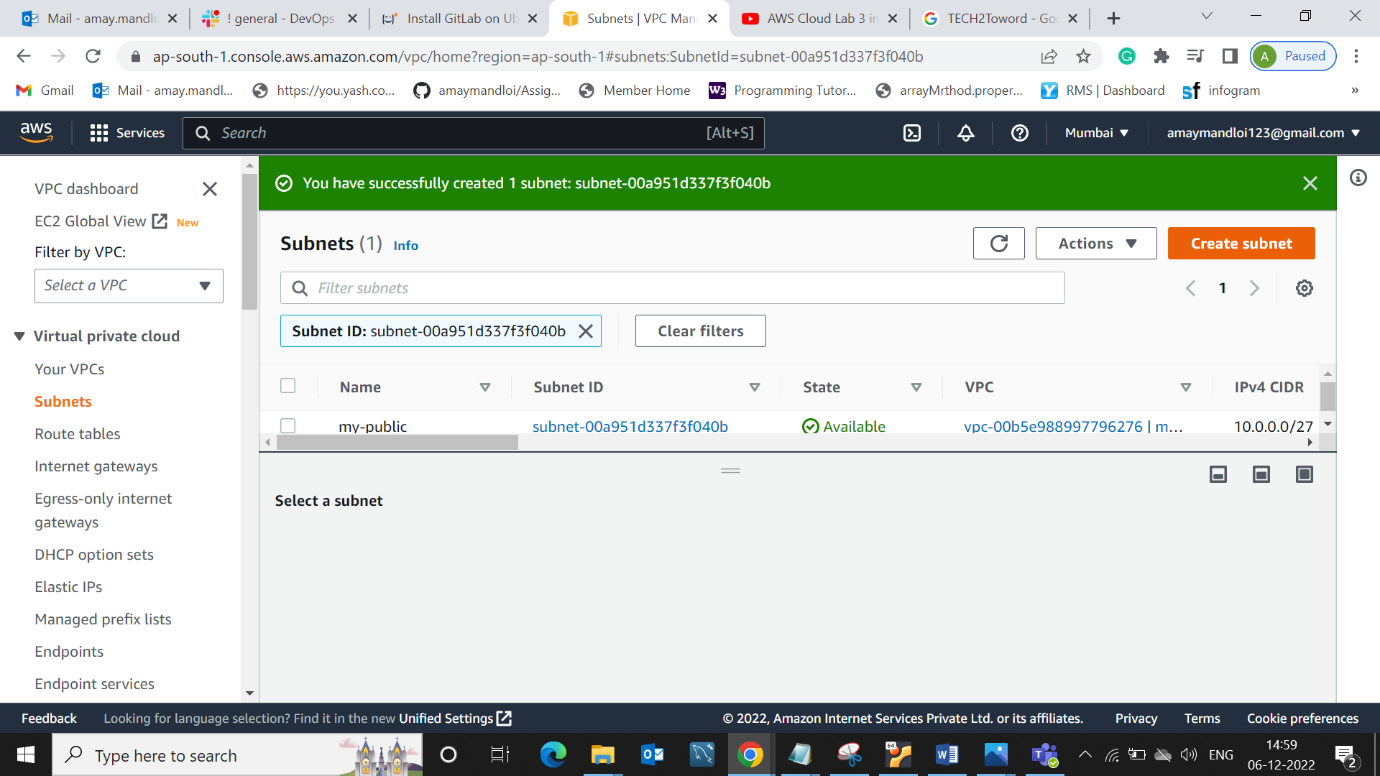 Mail - amay.mandlo
! general - DevOps
Install GitLab on Ub
Subnets | VPC Man
AWS Cloud Lab 3 in
TECH2Toword - Go
ap-south-1.console.aws.amazon.com/vpc/home?region=ap-south-1#subnets:SubnetId=subnet-00a951d337f3f040b
A Paused
Gmail
Mail - amay.mandl...
https://you.yash.co...
amaymandloi/Assig...
Member Home
W3 Programming Tutor...
arrayMrthod.proper...
RMS | Dashboard
sf infogram
»
aws
Services
Search [Alt+S]
Mumbai
amaymandloi123@gmail.com
VPC dashboard
EC2 Global View New
Filter by VPC:
Select a VPC
Virtual private cloud
Your VPCs
Subnets
Route tables
Internet gateways
Egress-only internet
gateways
DHCP option sets
Elastic IPs
Managed prefix lists
Endpoints
Endpoint services
You have successfully created 1 subnet: subnet-00a951d337f3f040b
Subnets (1) Info
Actions
Create subnet
Filter subnets
1
Subnet ID: subnet-00a951d337f3f040b
Clear filters
Name Subnet ID State VPC IPv4 CIDR
my-public subnet-00a951d337f3f040b Available vpc-00b5e988997796276 | m... 10.0.0.0/27
Select a subnet
Feedback Looking for language selection? Find it in the new Unified Settings
© 2022, Amazon Internet Services Private Ltd. or its affiliates. Privacy Terms Cookie preferences
Type here to search
ENG
14:59
06-12-2022
2